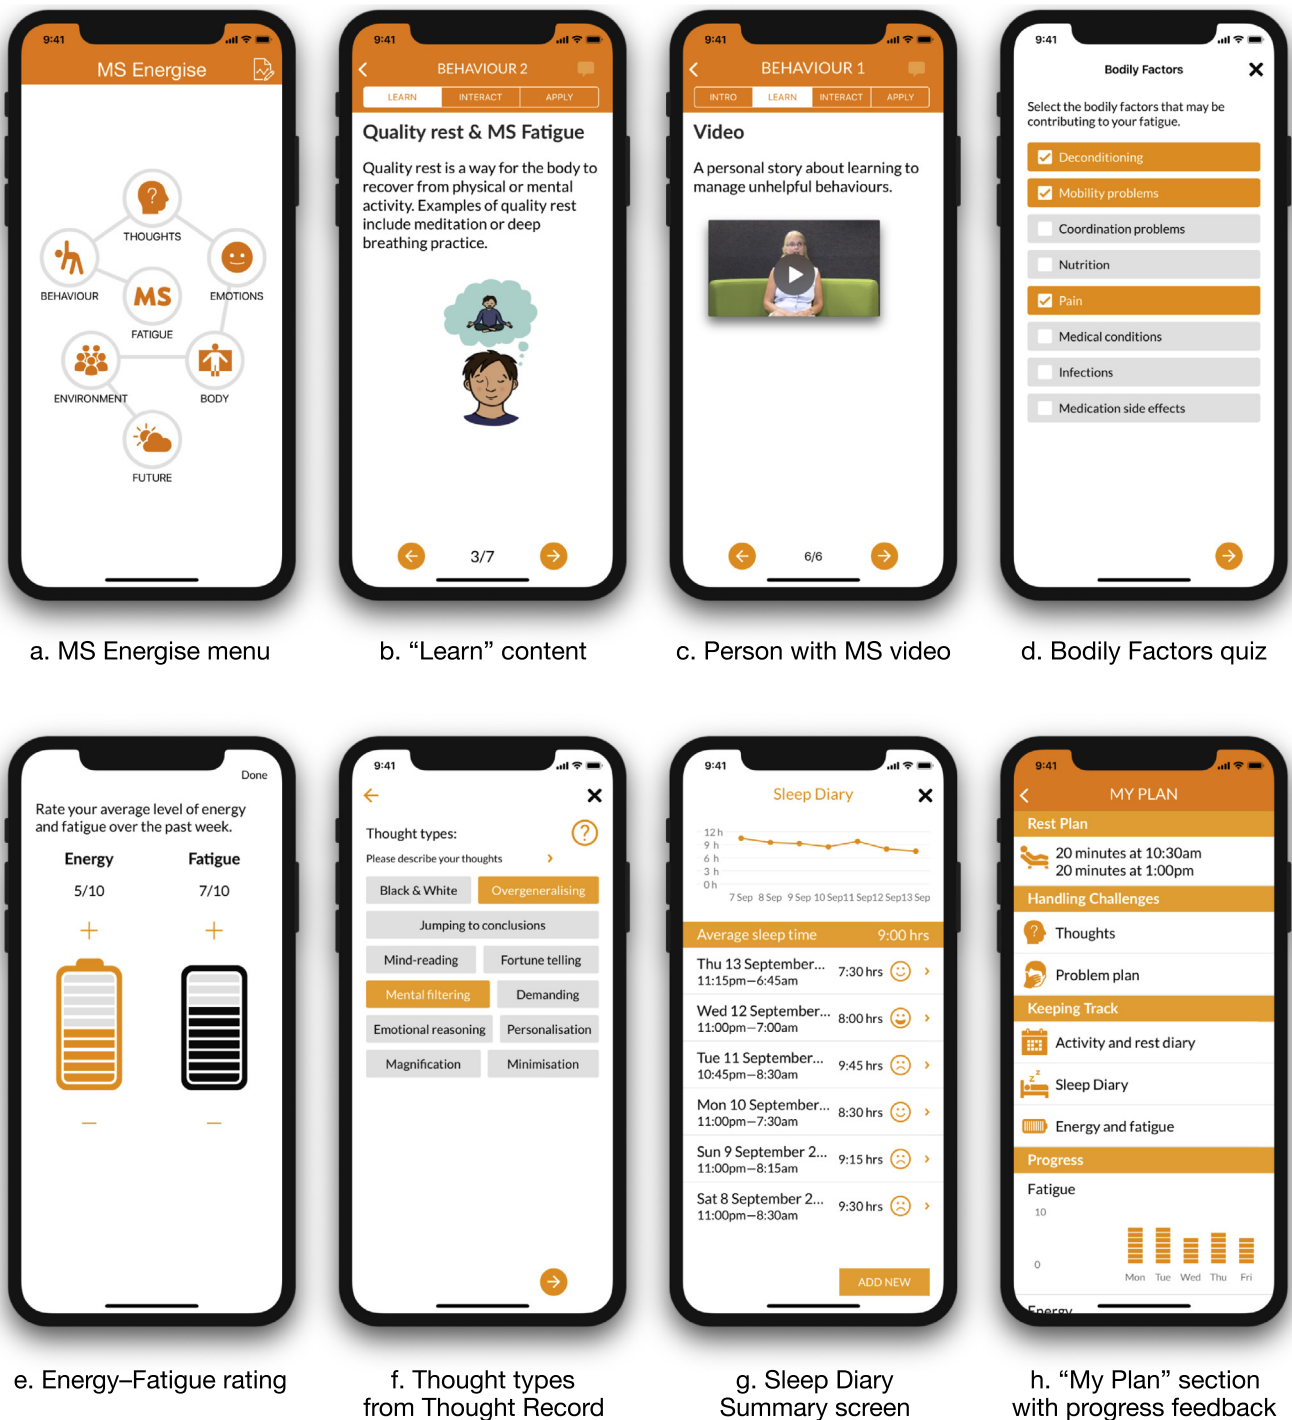 9:41
MS Energise
THOUGHTS
BEHAVIOUR
EMOTIONS
MS
FATIGUE
ENVIRONMENT
BODY
FUTURE
a. MS Energise menu
9:41
BEHAVIOUR 2
LEARN INTERACT APPLY
Quality rest & MS Fatigue
Quality rest is a way for the body to
recover from physical or mental
activity. Examples of quality rest
include meditation or deep
breathing practice.
3/7
b. “Learn” content
9:41
BEHAVIOUR 1
INTRO LEARN INTERACT APPLY
Video
A personal story about learning to
manage unhelpful behaviours.
6/6
c. Person with MS video
9:41
Bodily Factors
Select the bodily factors that may be
contributing to your fatigue.
Deconditioning
Mobility problems
Coordination problems
Nutrition
Pain
Medical conditions
Infections
Medication side effects
d. Bodily Factors quiz
Done
Rate your average level of energy
and fatigue over the past week.
Energy Fatigue
5/10 7/10
e. Energy–Fatigue rating
9:41
Thought types:
?
Please describe your thoughts
Black & White Overgeneralising
Jumping to conclusions
Mind-reading Fortune telling
Mental filtering Demanding
Emotional reasoning Personalisation
Magnification Minimisation
f. Thought types
from Thought Record
9:41
Sleep Diary
12 h
9 h
6 h
3 h
0 h
7 Sep 8 Sep 9 Sep 10 Sep11 Sep12 Sep13 Sep
Average sleep time 9:00 hrs
Thu 13 September...
11:15pm—6:45am
7:30 hrs
Wed 12 September...
11:00pm—7:00am
8:00 hrs
Tue 11 September...
10:45pm—8:30am
9:45 hrs
Mon 10 September...
11:00pm—7:30am
8:30 hrs
Sun 9 September 2...
11:00pm—8:15am
9:15 hrs
Sat 8 September 2...
11:00pm—8:30am
9:30 hrs
ADD NEW
g. Sleep Diary
Summary screen
9:41
MY PLAN
Rest Plan
20 minutes at 10:30am
20 minutes at 1:00pm
Handling Challenges
Thoughts
Problem plan
Keeping Track
Activity and rest diary
Sleep Diary
Energy and fatigue
Progress
Fatigue
10
0
Mon Tue Wed Thu Fri
Energy
h. “My Plan” section
with progress feedback